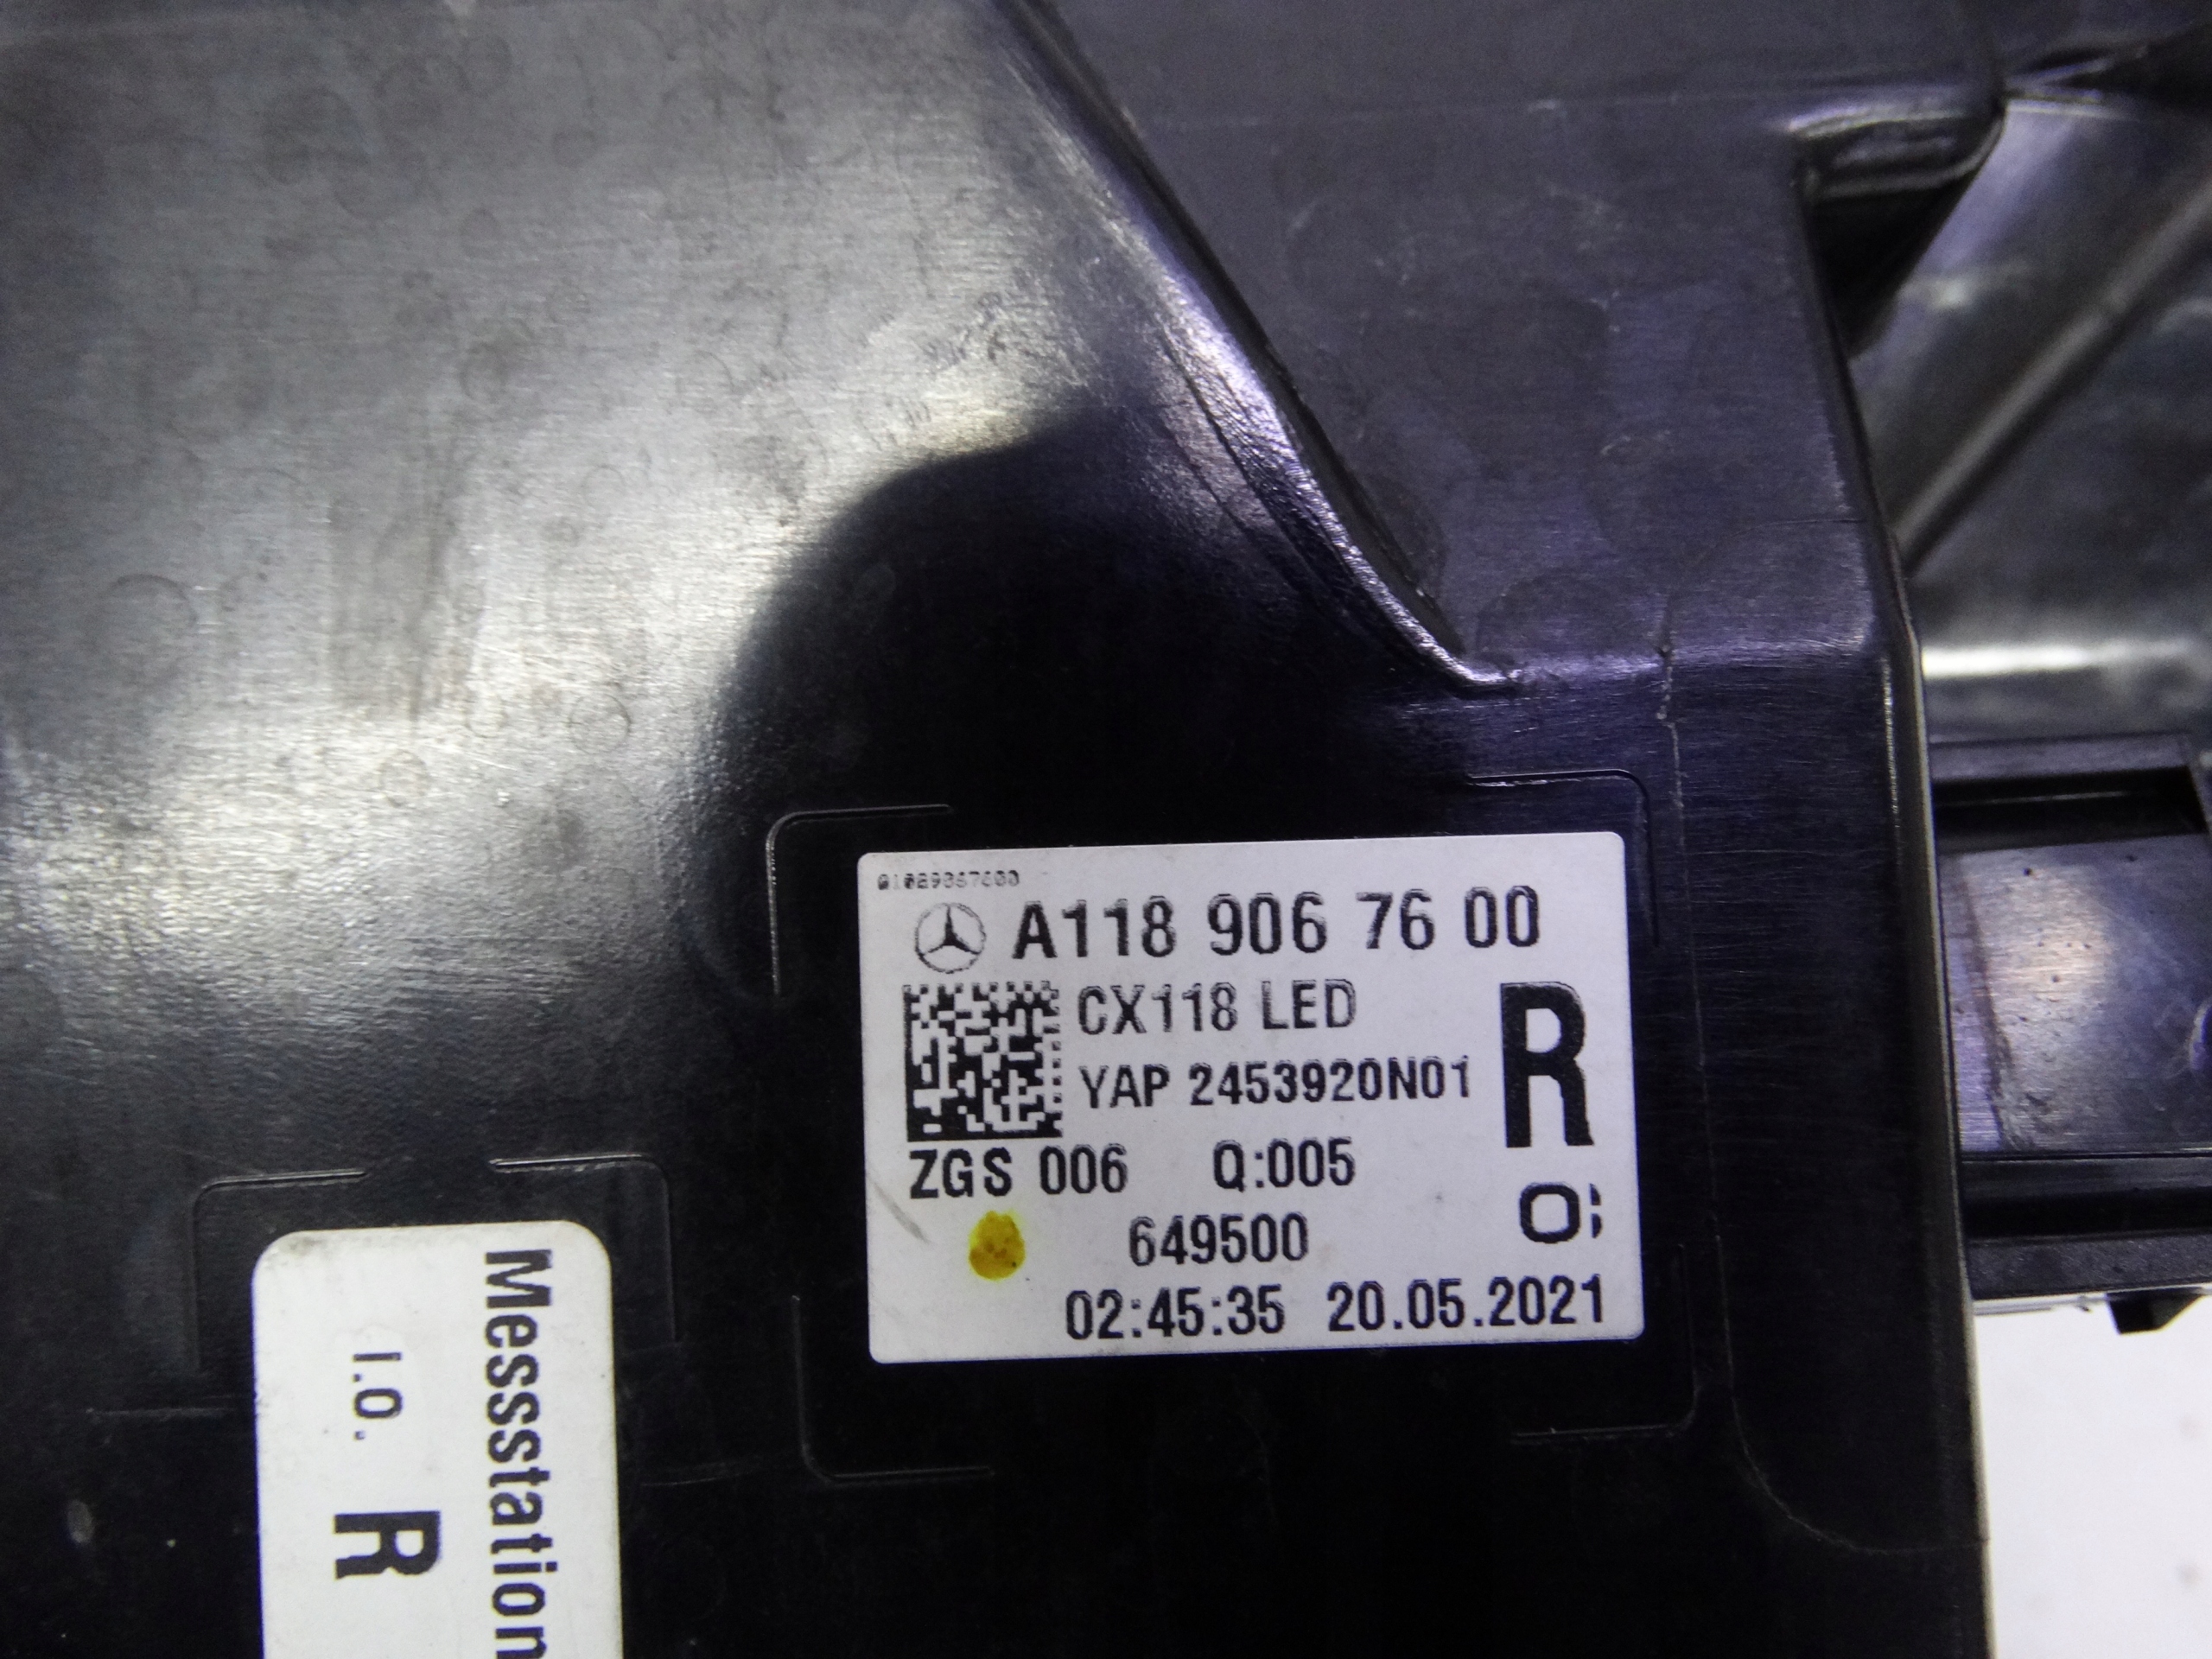 A118 906 76 00
CX118 LED
YAP 2453920N01
R
ZGS 006 Q:005
649500
02:45:35 20.05.2021
Messstation
I.O.
R